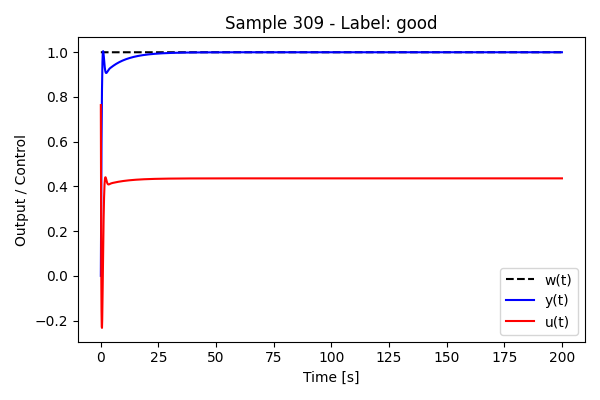 Sample 309 - Label: good
Output / Control
1.0
0.8
0.6
0.4
0.2
0.0
−0.2
0 25 50 75 100 125 150 175 200
Time [s]
w(t)
y(t)
u(t)